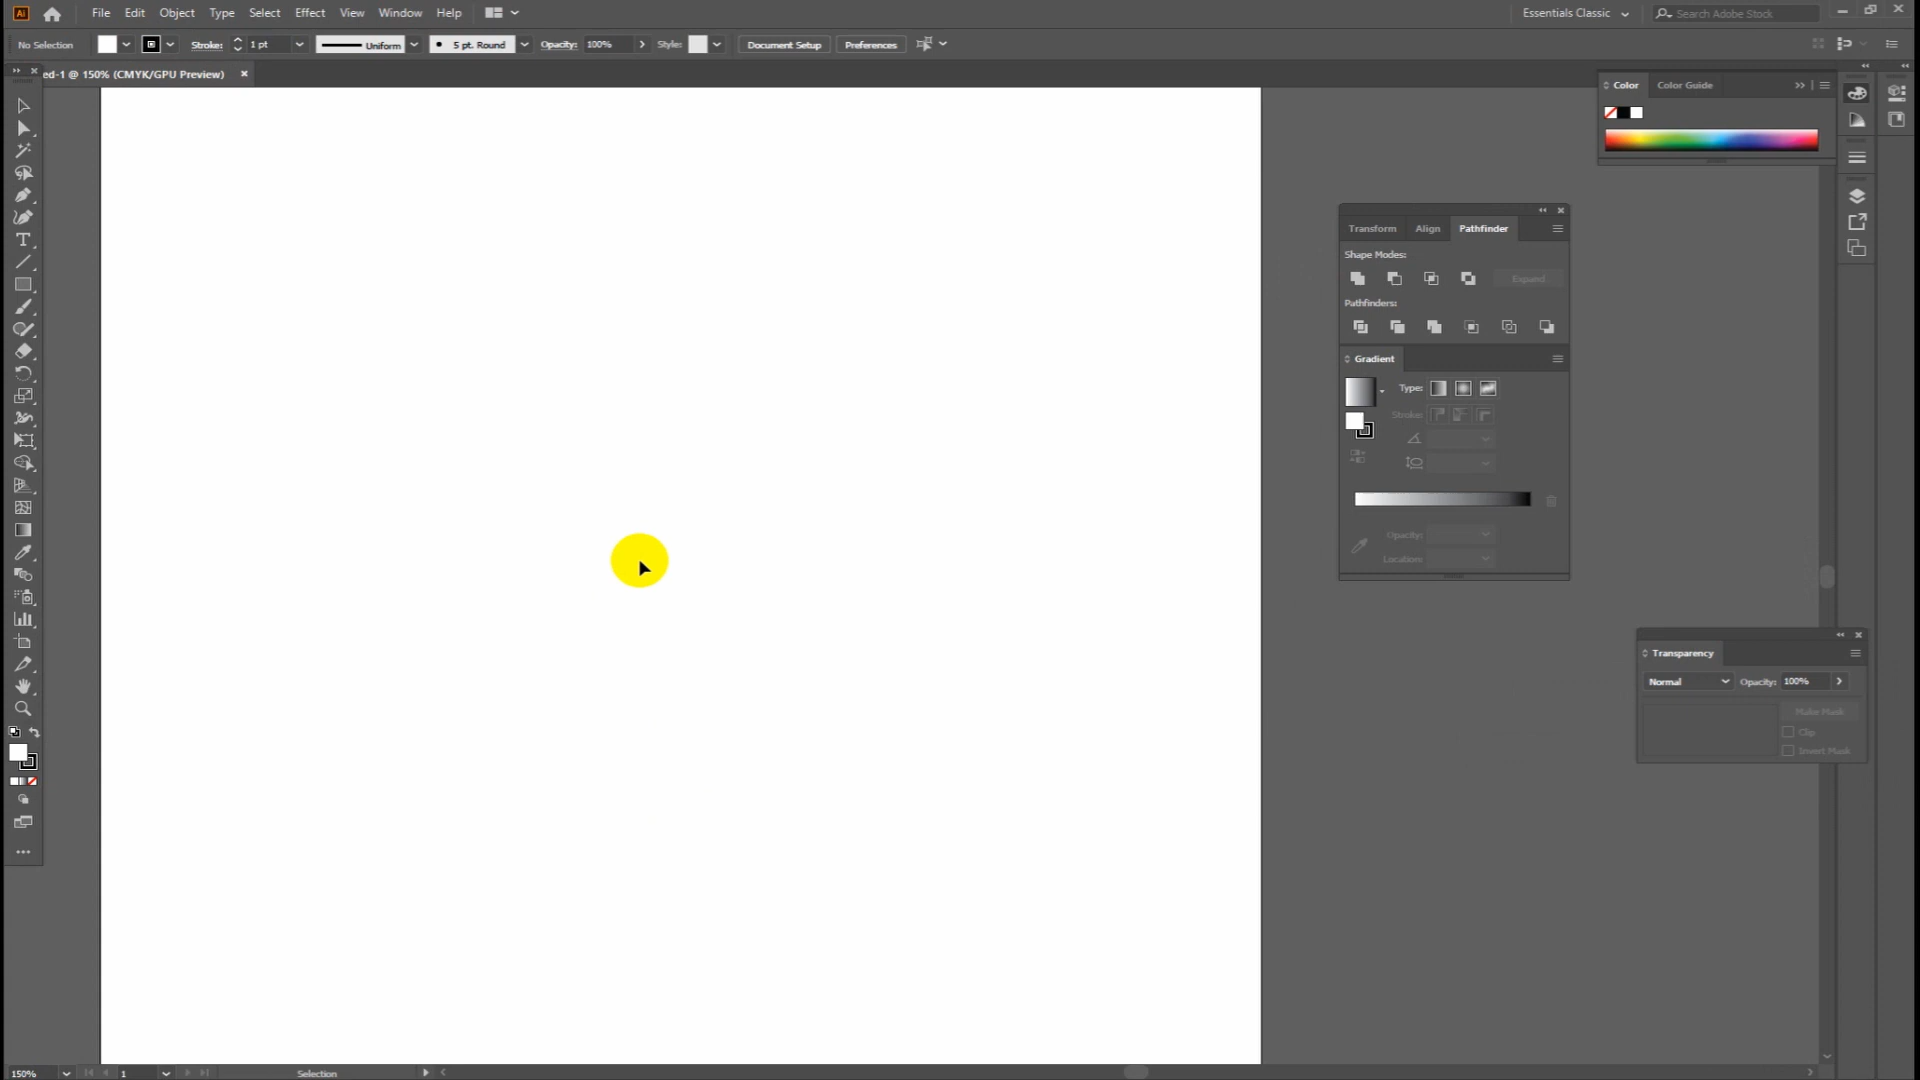 Ai File Edit Object Type Select Effect View Window Help Essentials Classic Search Adobe Stock
No Selection Stroke: 1 pt Uniform 5 pt. Round Opacity: 100% Style: Document Setup Preferences
ed-1 @ 150% (CMYK/GPU Preview)
Color Color Guide
Transform Align Pathfinder
Shape Modes:
Expand
Pathfinders:
Gradient
Type:
Stroke:
Opacity:
Location:
Transparency
Normal Opacity: 100%
Make Mask
Clip
Invert Mask
150% 1 Selection